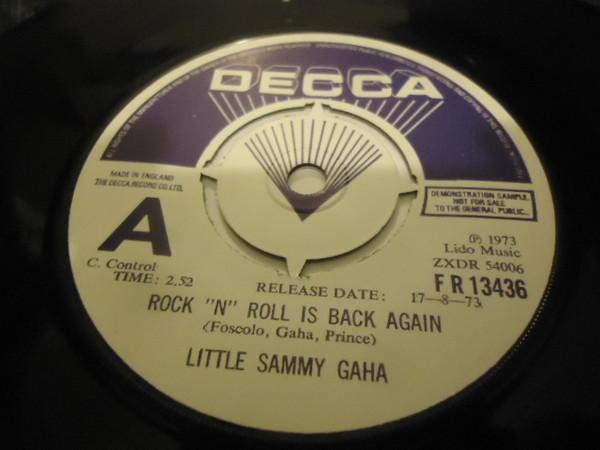 DECCA
MADE IN ENGLAND
THE DECCA RECORD CO. LTD.
A
DEMONSTRATION SAMPLE
NOT FOR SALE
TO THE GENERAL PUBLIC
C. Control
TIME: 2.52
℗ 1973
Lido Music
ZXDR 54006
RELEASE DATE: 17—8—73
F R 13436
ROCK "N" ROLL IS BACK AGAIN
(Foscolo, Gaha, Prince)
LITTLE SAMMY GAHA